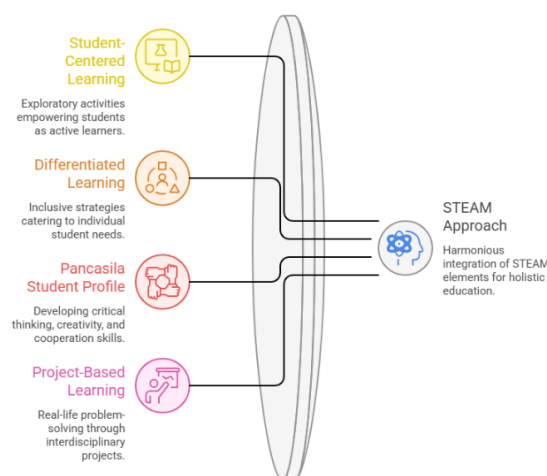 Student-
Centered
Learning
Exploratory activities
empowering students
as active learners.
Differentiated
Learning
Inclusive strategies
catering to individual
student needs.
Pancasila
Student Profile
Developing critical
thinking, creativity, and
cooperation skills.
Project-Based
Learning
Real-life problem-
solving through
interdisciplinary
projects.
STEAM
Approach
Harmonious
integration of STEAM
elements for holistic
education.